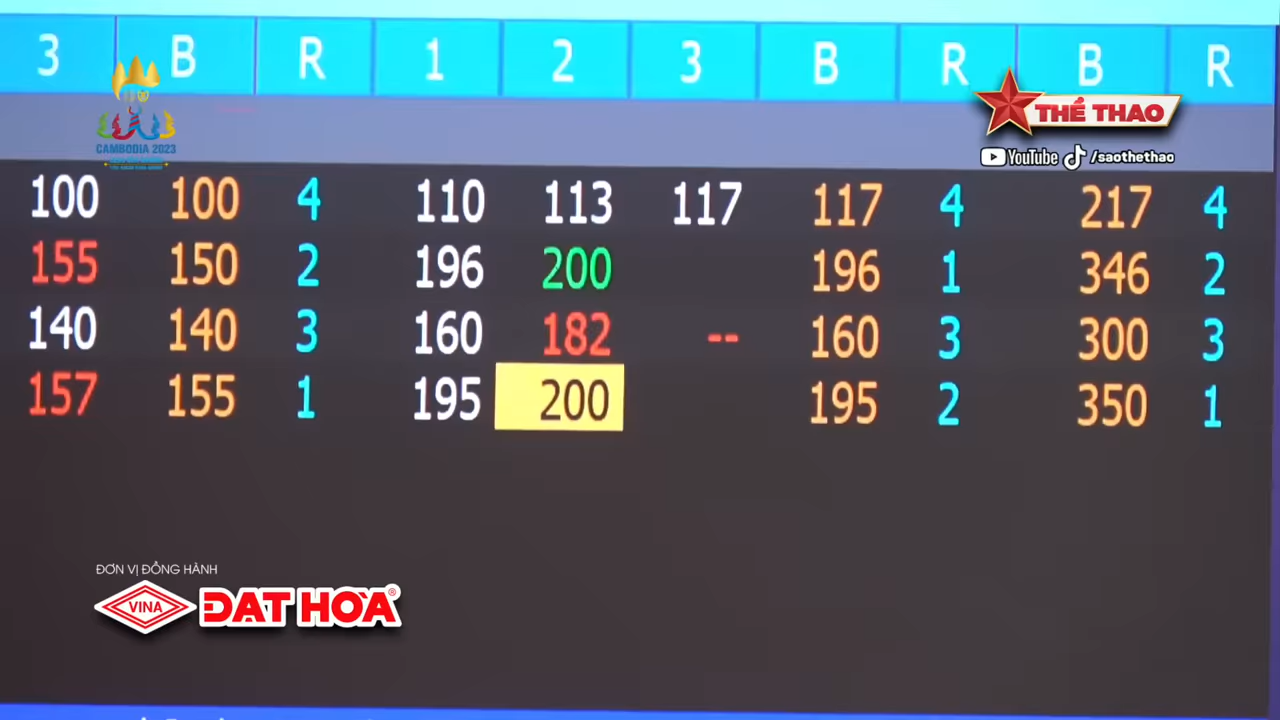 3 B R 1 2 3 B R B R
CAMBODIA 2023
THỂ THAO
YouTube /saothethao
100 100 4 110 113 117 117 4 217 4
155 150 2 196 200 196 1 346 2
140 140 3 160 182 -- 160 3 300 3
157 155 1 195 200 195 2 350 1
ĐƠN VỊ ĐỒNG HÀNH
VINA ĐẠT HÒA®